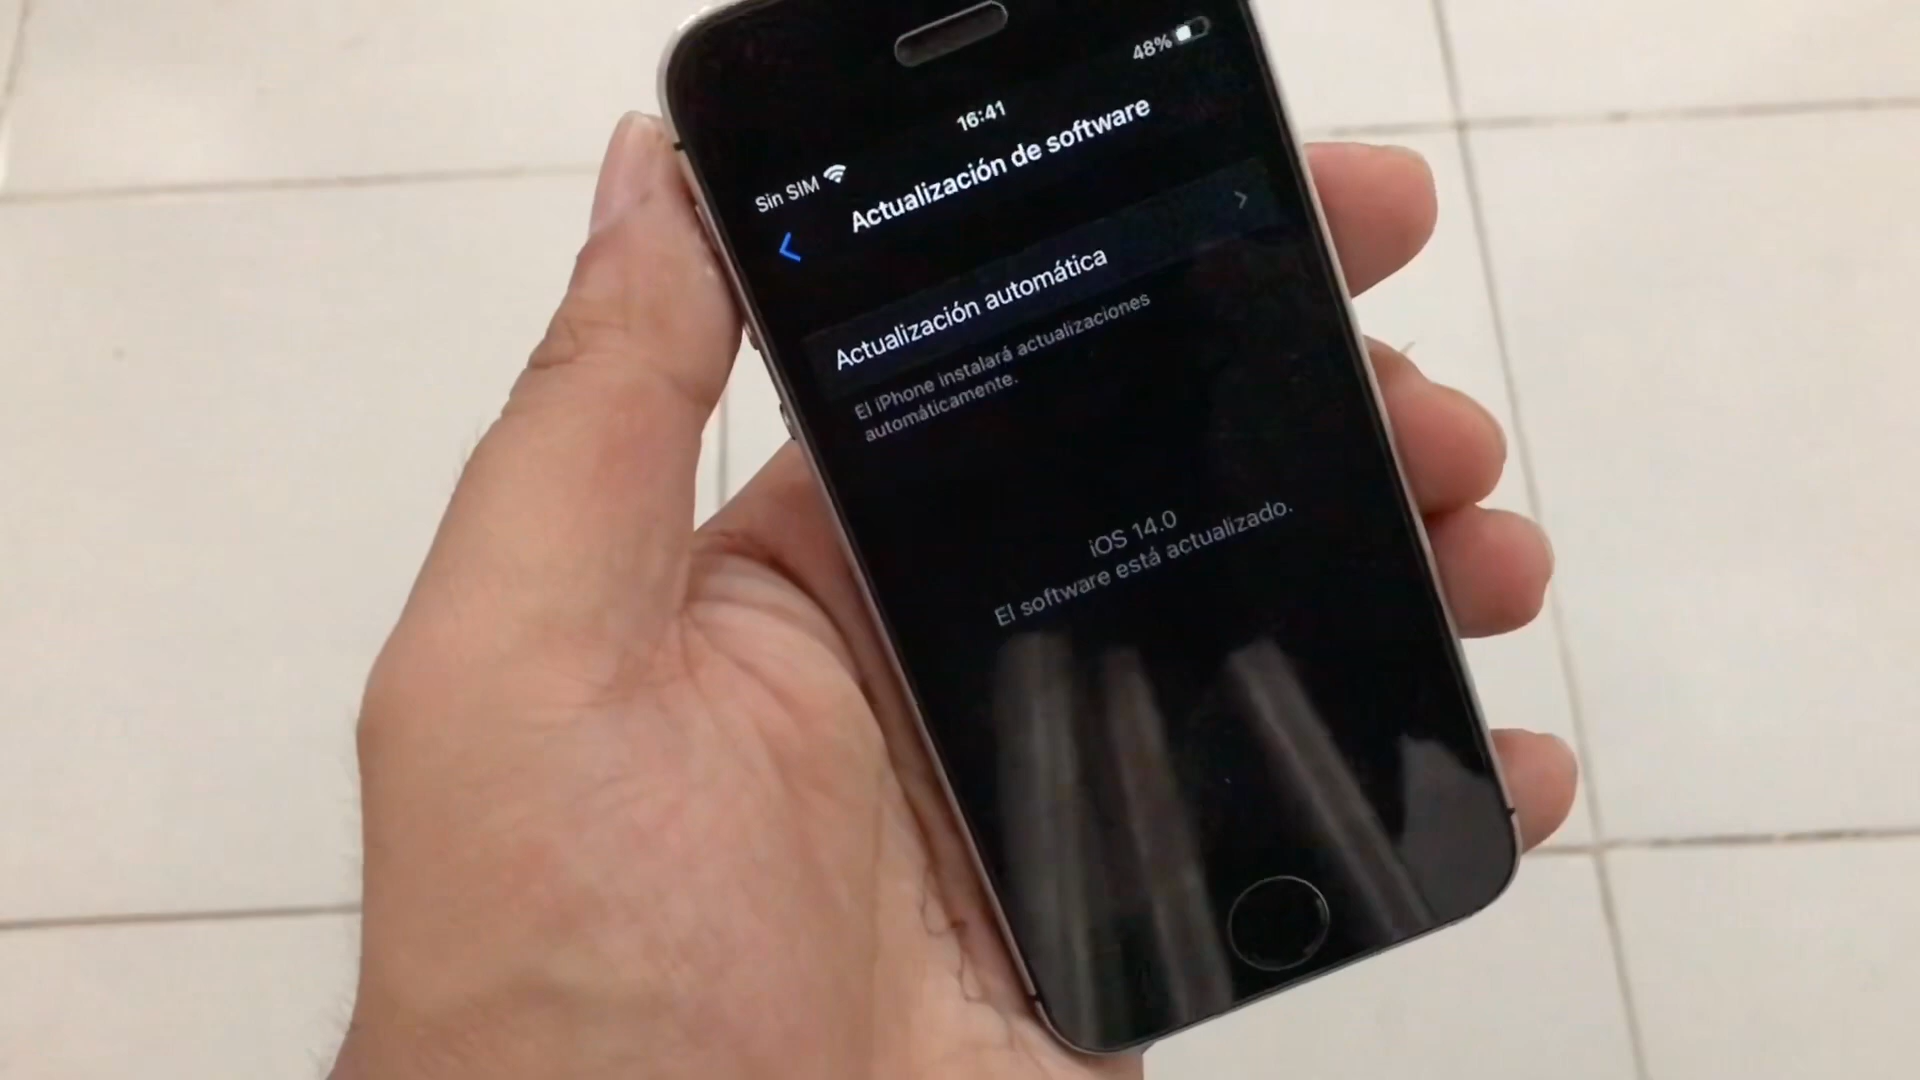 48%
16:41
Sin SIM
Actualización de software
Actualización automática
El iPhone instalará actualizaciones
automáticamente.
iOS 14.0
El software está actualizado.